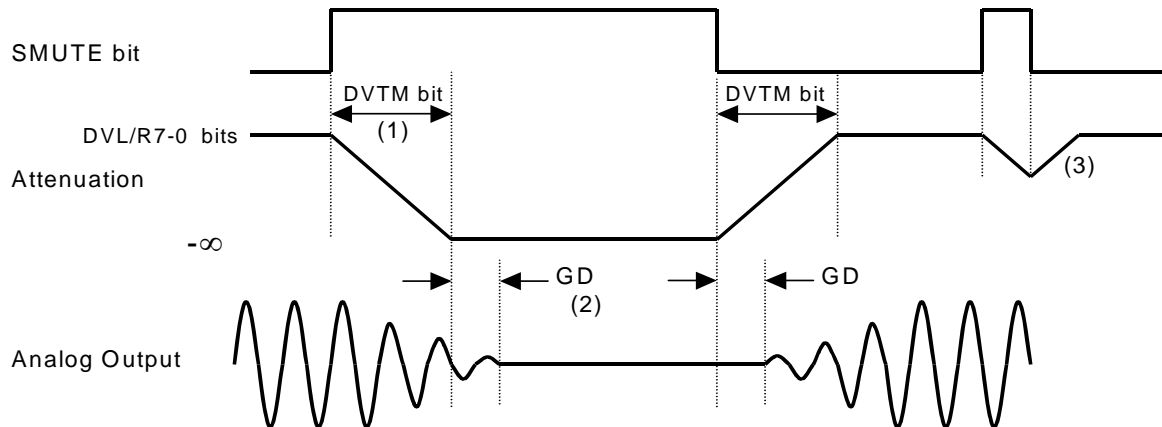 SMUTE bit
DVTM bit
DVTM bit
(1)
DVL/R7-0 bits
(3)
Attenuation
-∞
GD
GD
(2)
Analog Output